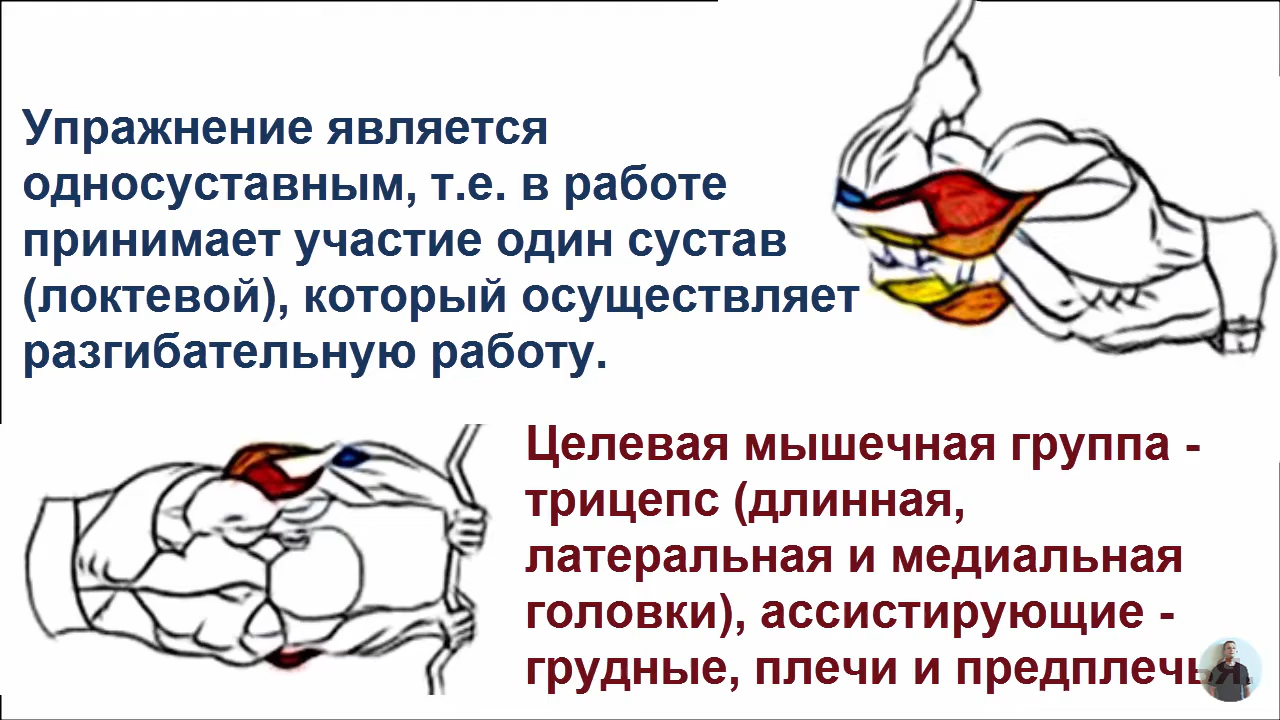 Упражнение является
односуставным, т.е. в работе
принимает участие один сустав
(локтевой), который осуществляет
разгибательную работу.
Целевая мышечная группа -
трицепс (длинная,
латеральная и медиальная
головки), ассистирующие -
грудные, плечи и предплечья.